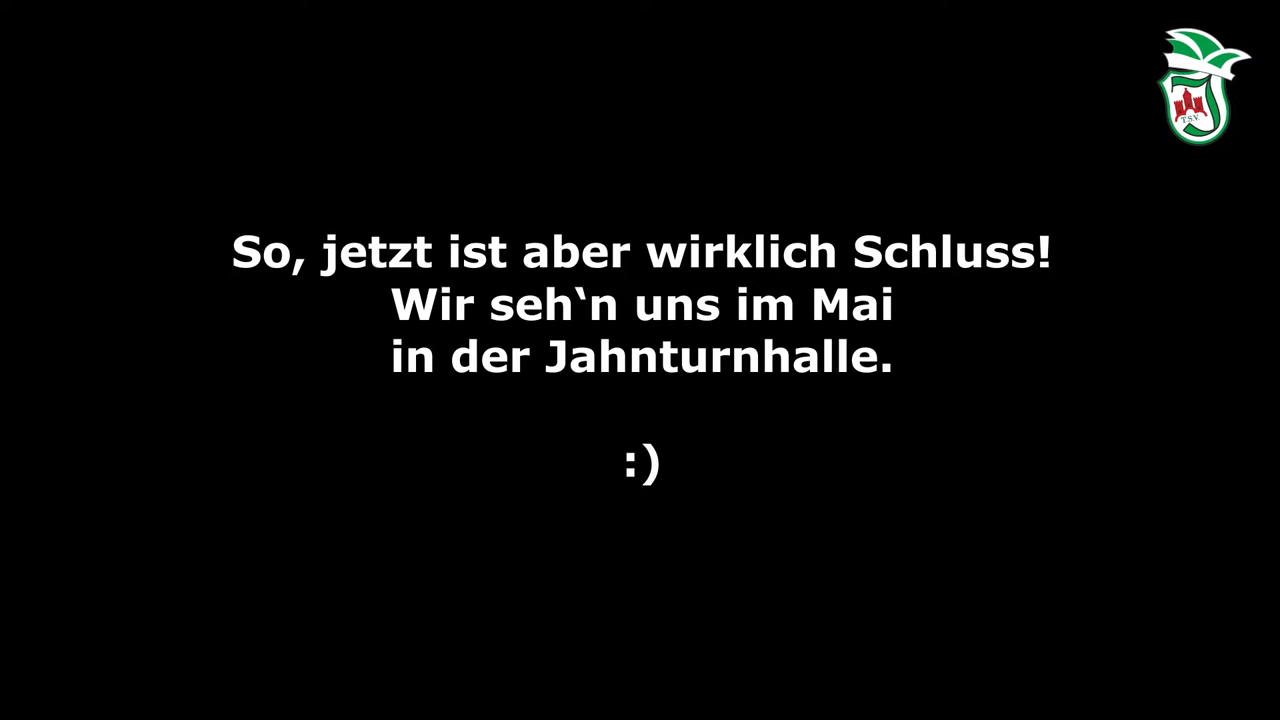 T.S.V.
So, jetzt ist aber wirklich Schluss!
Wir seh‛n uns im Mai
in der Jahnturnhalle.
:)